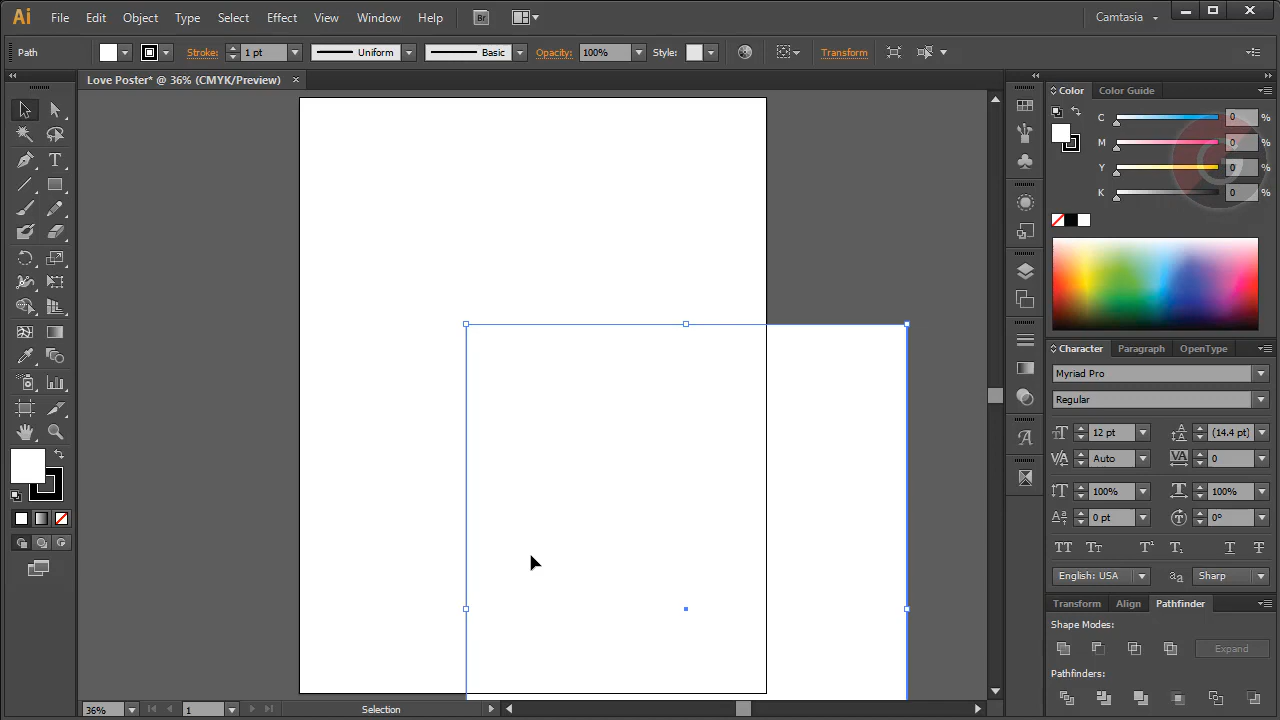 Ai File Edit Object Type Select Effect View Window Help Br Camtasia
Path Stroke: 1 pt Uniform Basic Opacity: 100% Style: Transform
Love Poster* @ 36% (CMYK/Preview) ×
Color Color Guide
C 0 %
M 0 %
Y 0 %
K 0 %
Character Paragraph OpenType
Myriad Pro
Regular
12 pt (14.4 pt)
Auto 0
100% 100%
0 pt 0°
English: USA Sharp
Transform Align Pathfinder
Shape Modes:
Expand
Pathfinders:
36% 1 Selection